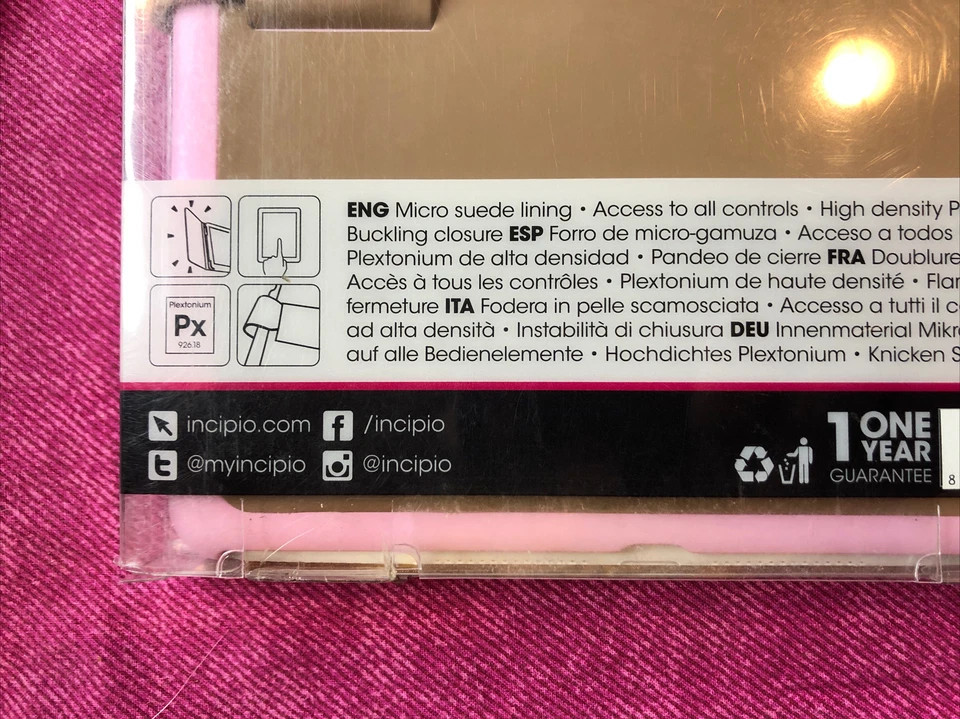 ENG Micro suede lining • Access to all controls • High density P
Buckling closure ESP Forro de micro-gamuza • Acceso a todos
Plextonium de alta densidad • Pandeo de cierre FRA Doublure
Accès à tous les contrôles • Plextonium de haute densité • Flam
fermeture ITA Fodera in pelle scamosciata • Accesso a tutti il c
ad alta densità • Instabilità di chiusura DEU Innenmaterial Mikr
auf alle Bedienelemente • Hochdichtes Plextonium • Knicken S
Plextonium
Px
926.18
incipio.com /incipio
@myincipio @incipio
1 ONE
YEAR
GUARANTEE
8